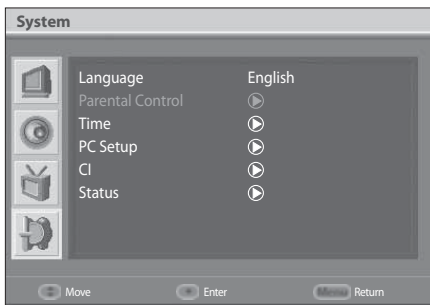 System
Language English
Parental Control
Time
PC Setup
CI
Status
Move Enter Menu Return